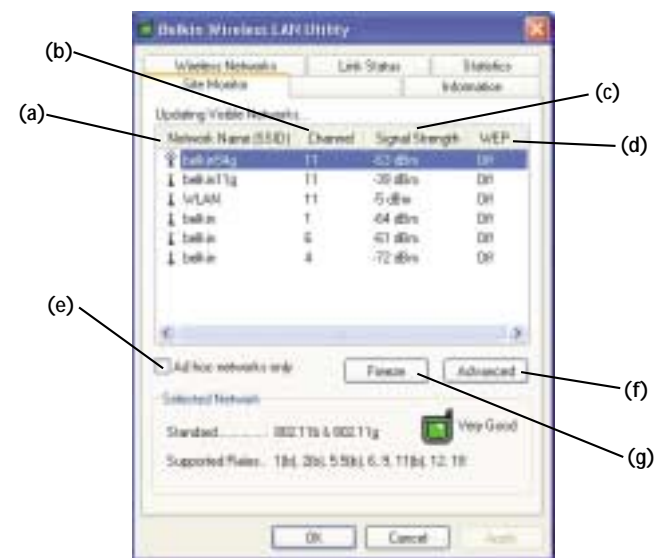 Belkin Wireless LAN Utility
(b)
Wireless Networks Link Status Statistics
Site Monitor Information
(c)
(a)
Updating Visible Networks...
Network Name (SSID) Channel Signal Strength WEP
(d)
belkin54g 11 dBm Off
belkin11g 11 dBm Off
WLAN 11 -5 dBm Off
belkin 1 -64 dBm Off
belkin 6 dBm Off
belkin 4 -72 dBm Off
(e)
Ad hoc networks only Freeze Advanced
(f)
Selected Network
Standard 802.11b & 802.11g Very Good
Supported Rates.. 1(b), 2(b), 5.5(b), 6, 9, 11(b), 12, 18
(g)
OK Cancel Apply